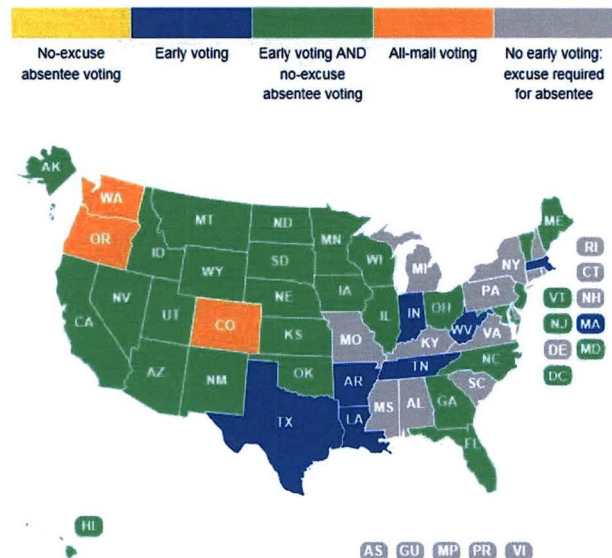 No-excuse
absentee voting
Early voting
Early voting AND
no-excuse
absentee voting
All-mail voting
No early voting:
excuse required
for absentee
AK
WA
MT
ND
MN
ME
OR
ID
WI
RI
SD
MI
NY
WY
CT
IA
PA
NE
VT
NH
NV
IL
IN
OH
UT
NJ
MA
CA
CO
WV
VA
KS
MO
KY
DE
MD
NC
TN
DC
AZ
NM
OK
AR
SC
MS
AL
GA
TX
LA
FL
HI
AS
GU
MP
PR
VI